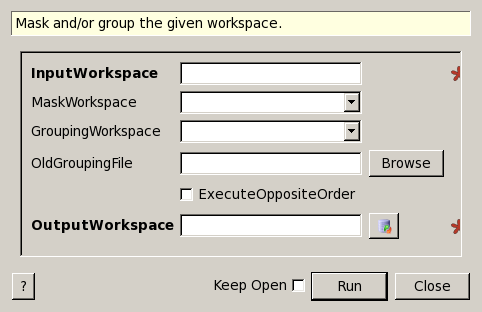 Mask and/or group the given workspace.
InputWorkspace
MaskWorkspace
GroupingWorkspace
OldGroupingFile Browse
ExecuteOppositeOrder
OutputWorkspace
? Keep Open Run Close